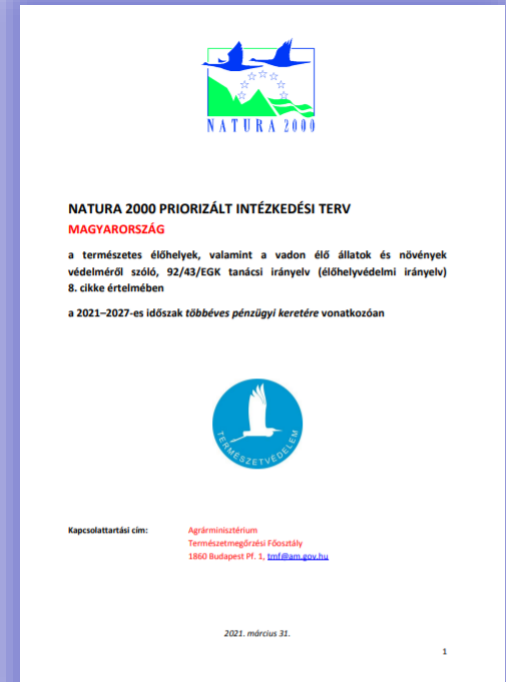 NATURA 2000
NATURA 2000 PRIORIZÁLT INTÉZKEDÉSI TERV
MAGYARORSZÁG
a természetes élőhelyek, valamint a vadon élő állatok és növények
védelméről szóló, 92/43/EGK tanácsi irányelv (élőhelyvédelmi irányelv)
8. cikke értelmében
a 2021–2027-es időszak többéves pénzügyi keretére vonatkozóan
TERMÉSZETVÉDELEM
Kapcsolattartási cím: Agrárminisztérium
Természetmegőrzési Főosztály
1860 Budapest Pf. 1, tmf@am.gov.hu
2021. március 31.
1